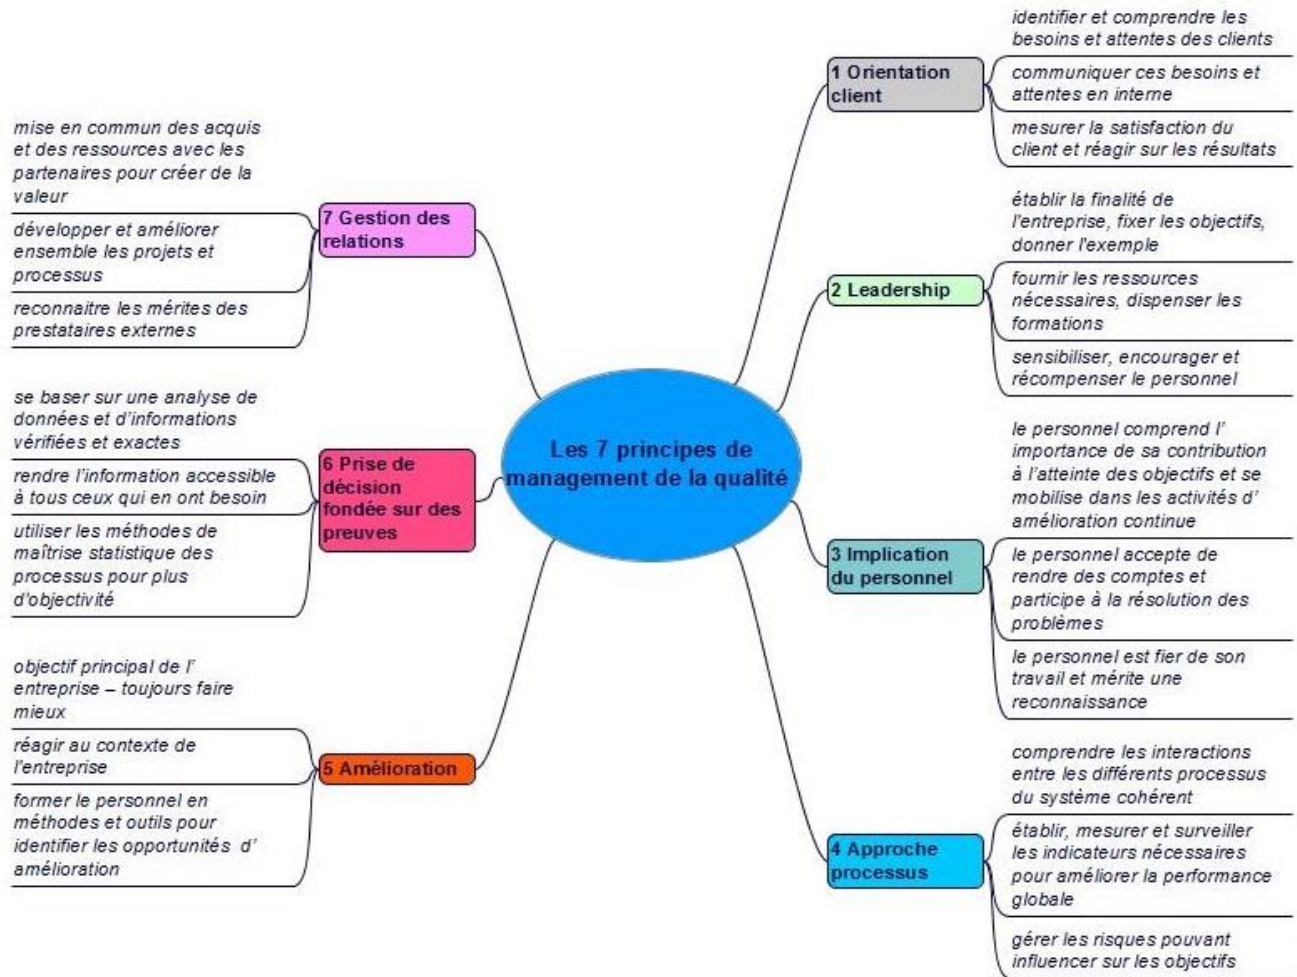 Les 7 principes de
management de la qualité
1 Orientation
client
identifier et comprendre les
besoins et attentes des clients
communiquer ces besoins et
attentes en interne
mesurer la satisfaction du
client et réagir sur les résultats
2 Leadership
établir la finalité de
l'entreprise, fixer les objectifs,
donner l'exemple
fournir les ressources
nécessaires, dispenser les
formations
sensibiliser, encourager et
récompenser le personnel
3 Implication
du personnel
le personnel comprend l'
importance de sa contribution
à l'atteinte des objectifs et se
mobilise dans les activités d'
amélioration continue
le personnel accepte de
rendre des comptes et
participe à la résolution des
problèmes
le personnel est fier de son
travail et mérite une
reconnaissance
4 Approche
processus
comprendre les interactions
entre les différents processus
du système cohérent
établir, mesurer et surveiller
les indicateurs nécessaires
pour améliorer la performance
globale
gérer les risques pouvant
influencer sur les objectifs
5 Amélioration
objectif principal de l'
entreprise – toujours faire
mieux
réagir au contexte de
l'entreprise
former le personnel en
méthodes et outils pour
identifier les opportunités d'
amélioration
6 Prise de
décision
fondée sur des
preuves
se baser sur une analyse de
données et d'informations
vérifiées et exactes
rendre l'information accessible
à tous ceux qui en ont besoin
utiliser les méthodes de
maîtrise statistique des
processus pour plus
d'objectivité
7 Gestion des
relations
mise en commun des acquis
et des ressources avec les
partenaires pour créer de la
valeur
développer et améliorer
ensemble les projets et
processus
reconnaitre les mérites des
prestataires externes